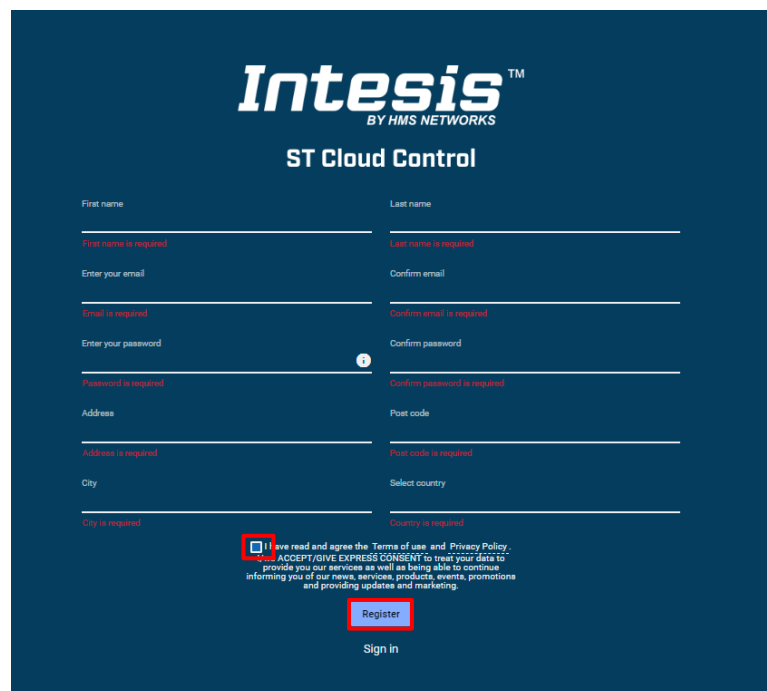 Intesis™
BY HMS NETWORKS
ST Cloud Control
First name
Last name
First name is required
Last name is required
Enter your email
Confirm email
Email is required
Confirm email is required
Enter your password
Confirm password
Password is required
Confirm password is required
Address
Post code
Address is required
Post code is required
City
Select country
City is required
Country is required
I have read and agree the Terms of use and Privacy Policy.
ACCEPT/GIVE EXPRESS CONSENT to treat your data to
provide you our services as well as being able to continue
informing you of our news, services, products, events, promotions
and providing updates and marketing.
Register
Sign in